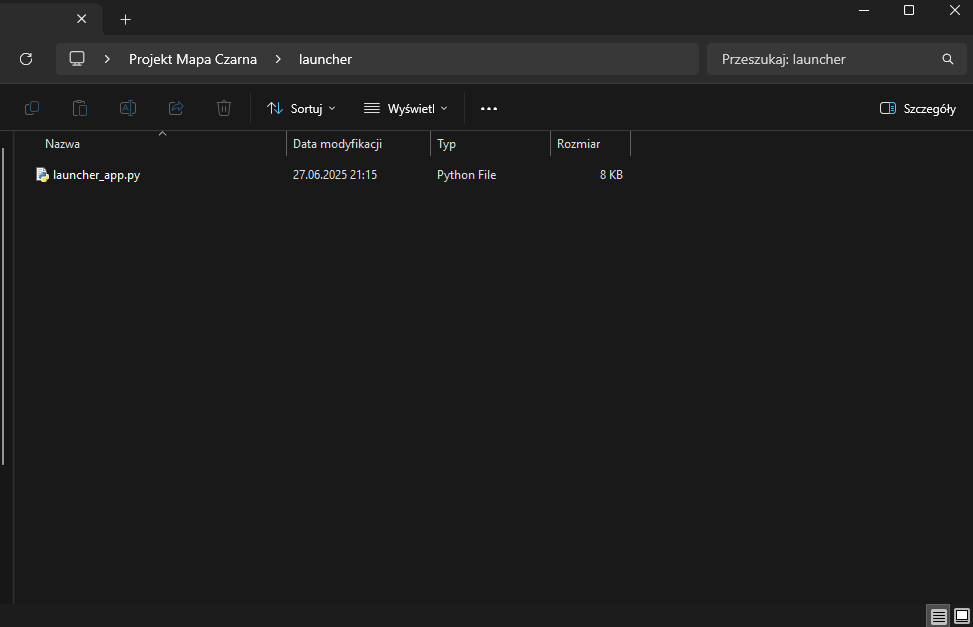 Projekt Mapa Czarna > launcher
Przeszukaj: launcher
Sortuj
Wyświetl
Szczegóły
Nazwa Data modyfikacji Typ Rozmiar
launcher_app.py 27.06.2025 21:15 Python File 8 KB